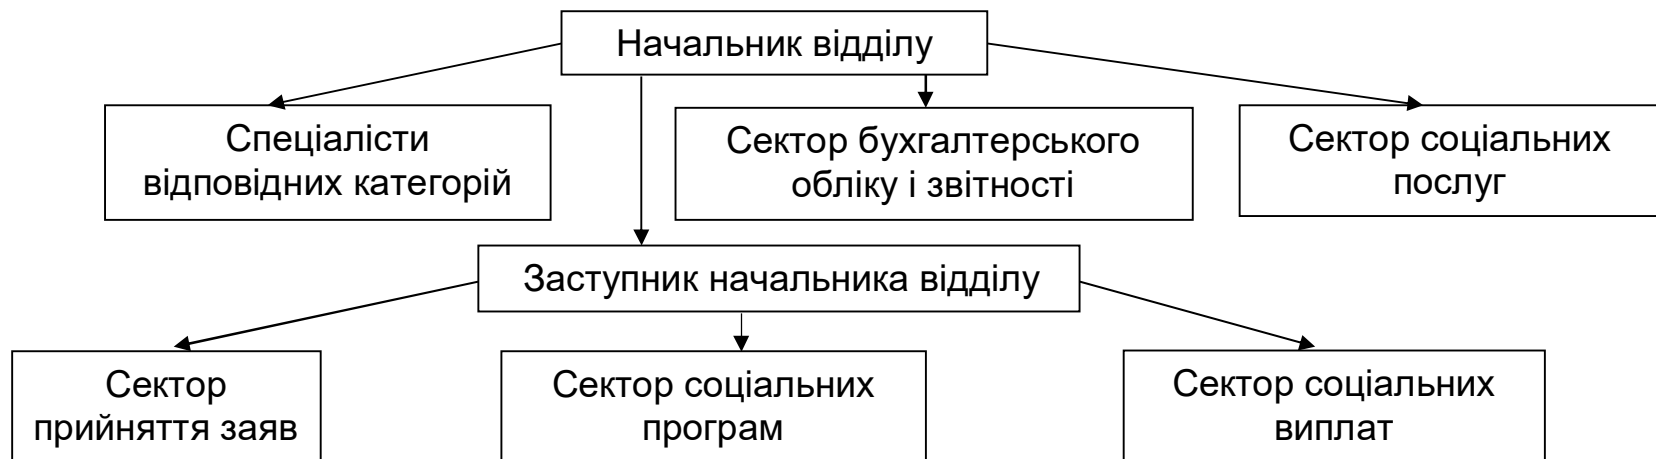 Начальник відділу
Спеціалісти
відповідних категорій
Сектор бухгалтерського
обліку і звітності
Сектор соціальних
послуг
Заступник начальника відділу
Сектор
прийняття заяв
Сектор соціальних
програм
Сектор соціальних
виплат